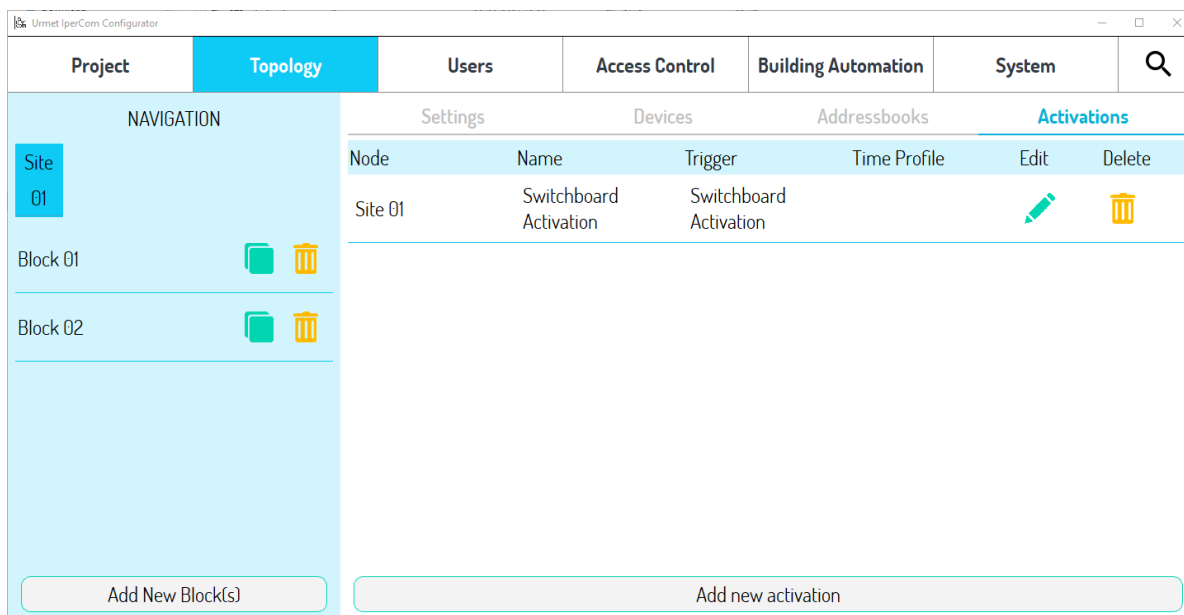 Urmet IperCom Configurator
Project Topology Users Access Control Building Automation System
NAVIGATION
Settings Devices Addressbooks Activations
Node Name Trigger Time Profile Edit Delete
Site
01
Site 01 Switchboard Activation Switchboard Activation
Block 01
Block 02
Add New Block(s)
Add new activation